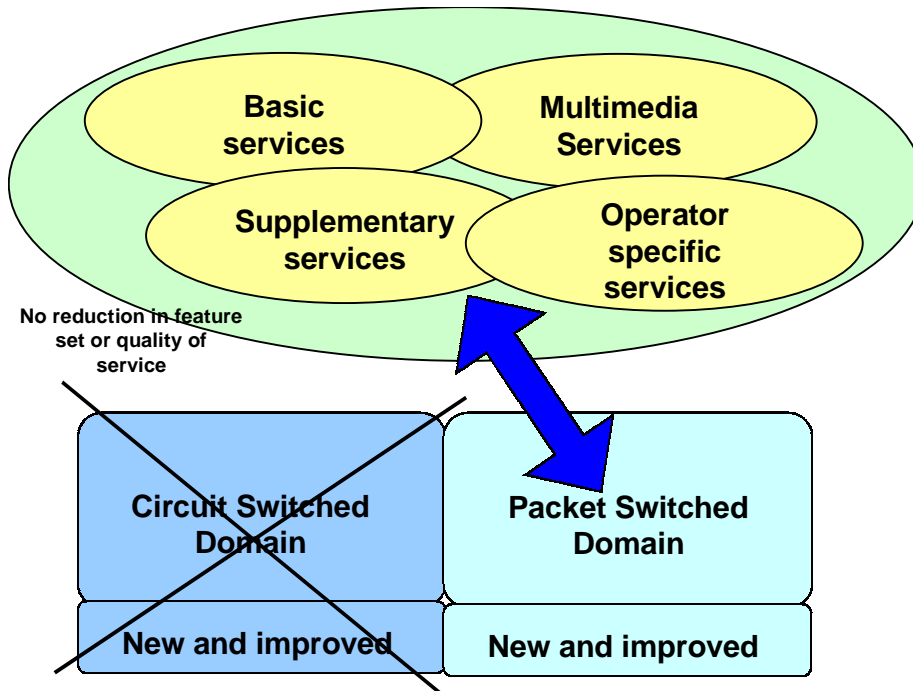 Basic
services
Multimedia
Services
Supplementary
services
Operator
specific
services
No reduction in feature
set or quality of
service
Circuit Switched
Domain
Packet Switched
Domain
New and improved
New and improved